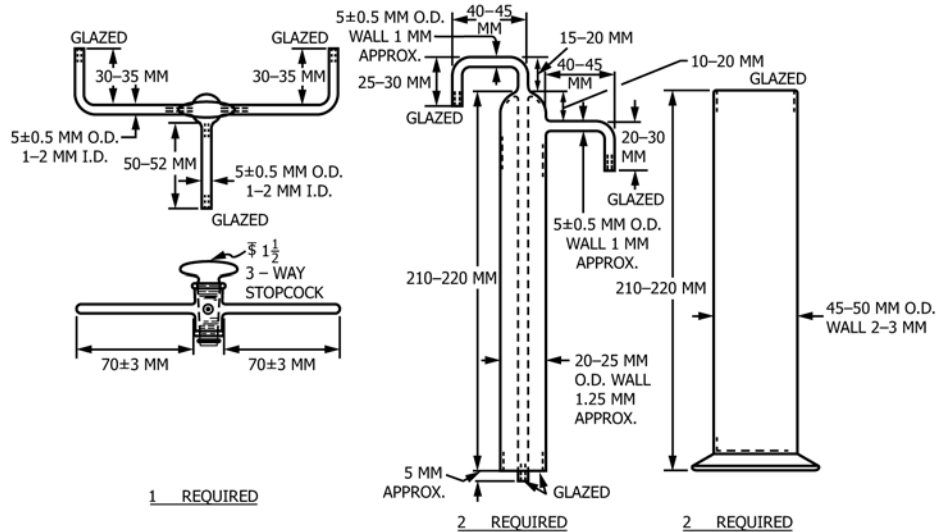 GLAZED
GLAZED
30–35 MM
30–35 MM
5±0.5 MM O.D.
1–2 MM I.D.
50–52 MM
5±0.5 MM O.D.
1–2 MM I.D.
GLAZED
$ 1 1/2
3 – WAY
STOPCOCK
70±3 MM
70±3 MM
1 REQUIRED
5±0.5 MM O.D.
WALL 1 MM
APPROX.
40–45
MM
15–20 MM
25–30 MM
GLAZED
40–45
MM
10–20 MM
20–30
MM
GLAZED
5±0.5 MM O.D.
WALL 1 MM
APPROX.
210–220 MM
20–25 MM
O.D. WALL
1.25 MM
APPROX.
5 MM
APPROX.
GLAZED
2 REQUIRED
GLAZED
210–220 MM
45–50 MM O.D.
WALL 2–3 MM
2 REQUIRED